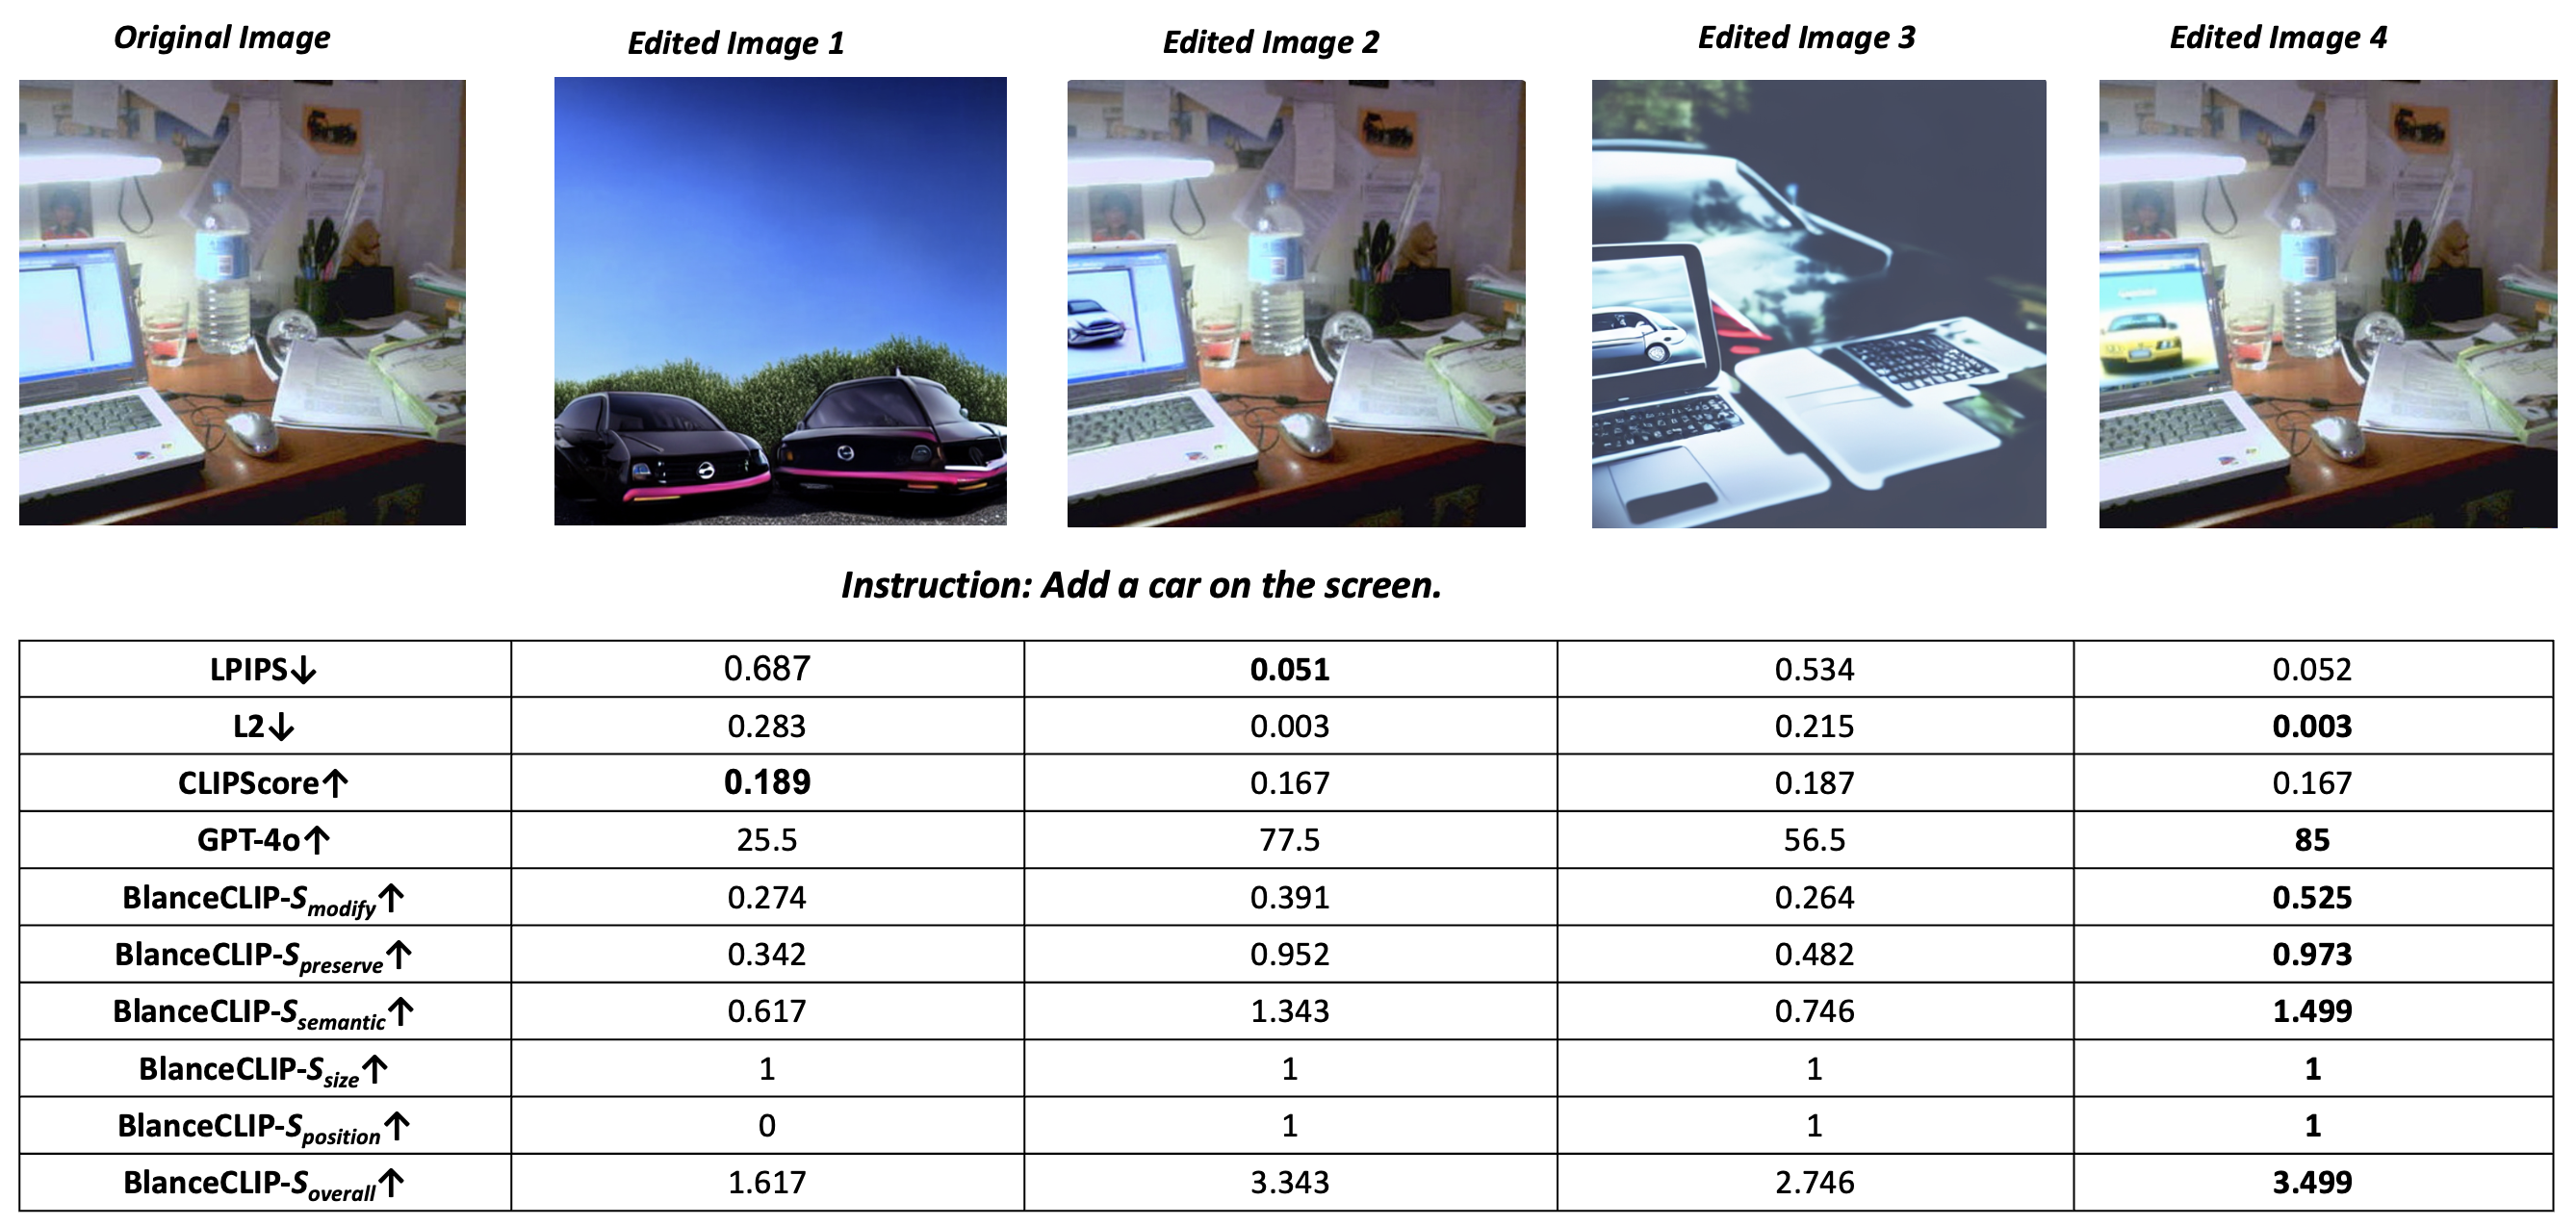 Original Image Edited Image 1 Edited Image 2 Edited Image 3 Edited Image 4
Instruction: Add a car on the screen.
LPIPS↓ 0.687 0.051 0.534 0.052
L2↓ 0.283 0.003 0.215 0.003
CLIPScore↑ 0.189 0.167 0.187 0.167
GPT-4o↑ 25.5 77.5 56.5 85
BlanceCLIP-Smodify↑ 0.274 0.391 0.264 0.525
BlanceCLIP-Spreserve↑ 0.342 0.952 0.482 0.973
BlanceCLIP-Ssemantic↑ 0.617 1.343 0.746 1.499
BlanceCLIP-Ssize↑ 1 1 1 1
BlanceCLIP-Sposition↑ 0 1 1 1
BlanceCLIP-Soverall↑ 1.617 3.343 2.746 3.499